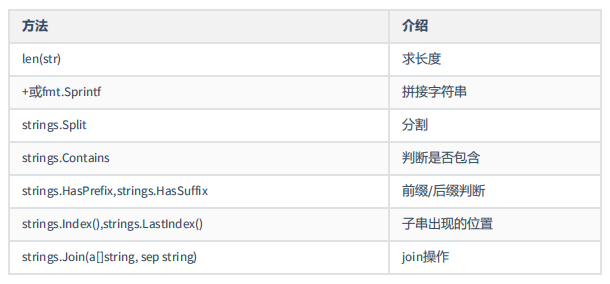 方法 介绍
len(str) 求长度
+或fmt.Sprintf 拼接字符串
strings.Split 分割
strings.Contains 判断是否包含
strings.HasPrefix,strings.HasSuffix 前缀/后缀判断
strings.Index(),strings.LastIndex() 子串出现的位置
strings.Join(a[]string, sep string) join操作